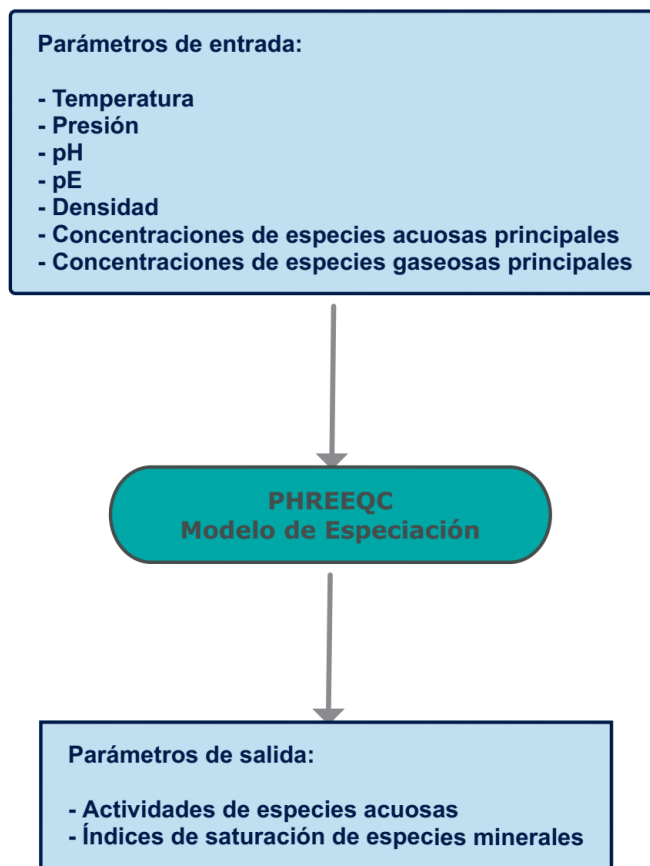 Parámetros de entrada:
- Temperatura
- Presión
- pH
- pE
- Densidad
- Concentraciones de especies acuosas principales
- Concentraciones de especies gaseosas principales
PHREEQC
Modelo de Especiación
Parámetros de salida:
- Actividades de especies acuosas
- Índices de saturación de especies minerales